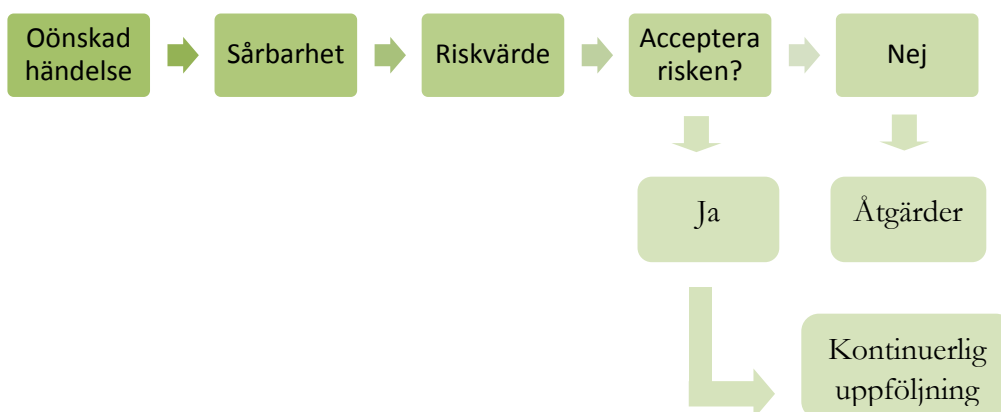 Oönskad
händelse
Sårbarhet
Riskvärde
Acceptera
risken?
Nej
Ja
Åtgärder
Kontinuerlig
uppföljning